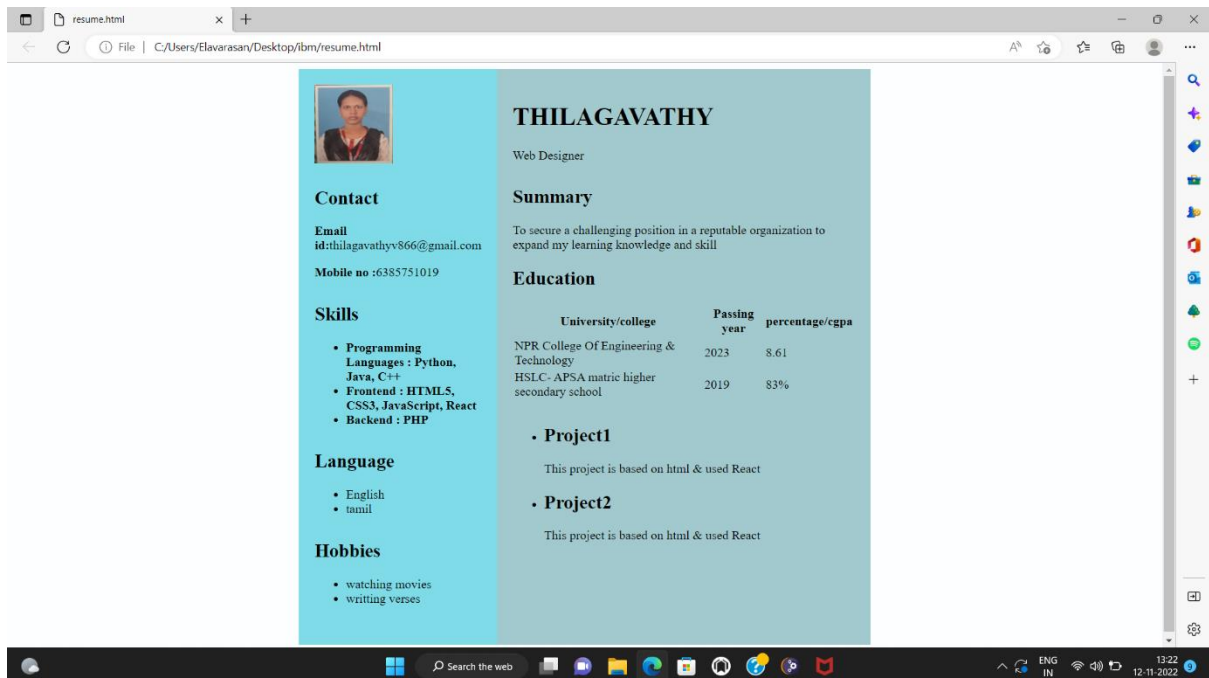 resume.html
File | C:/Users/Elavarasan/Desktop/ibm/resume.html
Contact
Email
id:thilagavathyv866@gmail.com
Mobile no :6385751019
Skills
• Programming
Languages : Python,
Java, C++
• Frontend : HTML5,
CSS3, JavaScript, React
• Backend : PHP
Language
• English
• tamil
Hobbies
• watching movies
• writting verses
THILAGAVATHY
Web Designer
Summary
To secure a challenging position in a reputable organization to
expand my learning knowledge and skill
Education
University/college Passing year percentage/cgpa
NPR College Of Engineering &
Technology 2023 8.61
HSLC- APSA matric higher
secondary school 2019 83%
• Project1
This project is based on html & used React
• Project2
This project is based on html & used React
Search the web
ENG
IN
13:22
12-11-2022